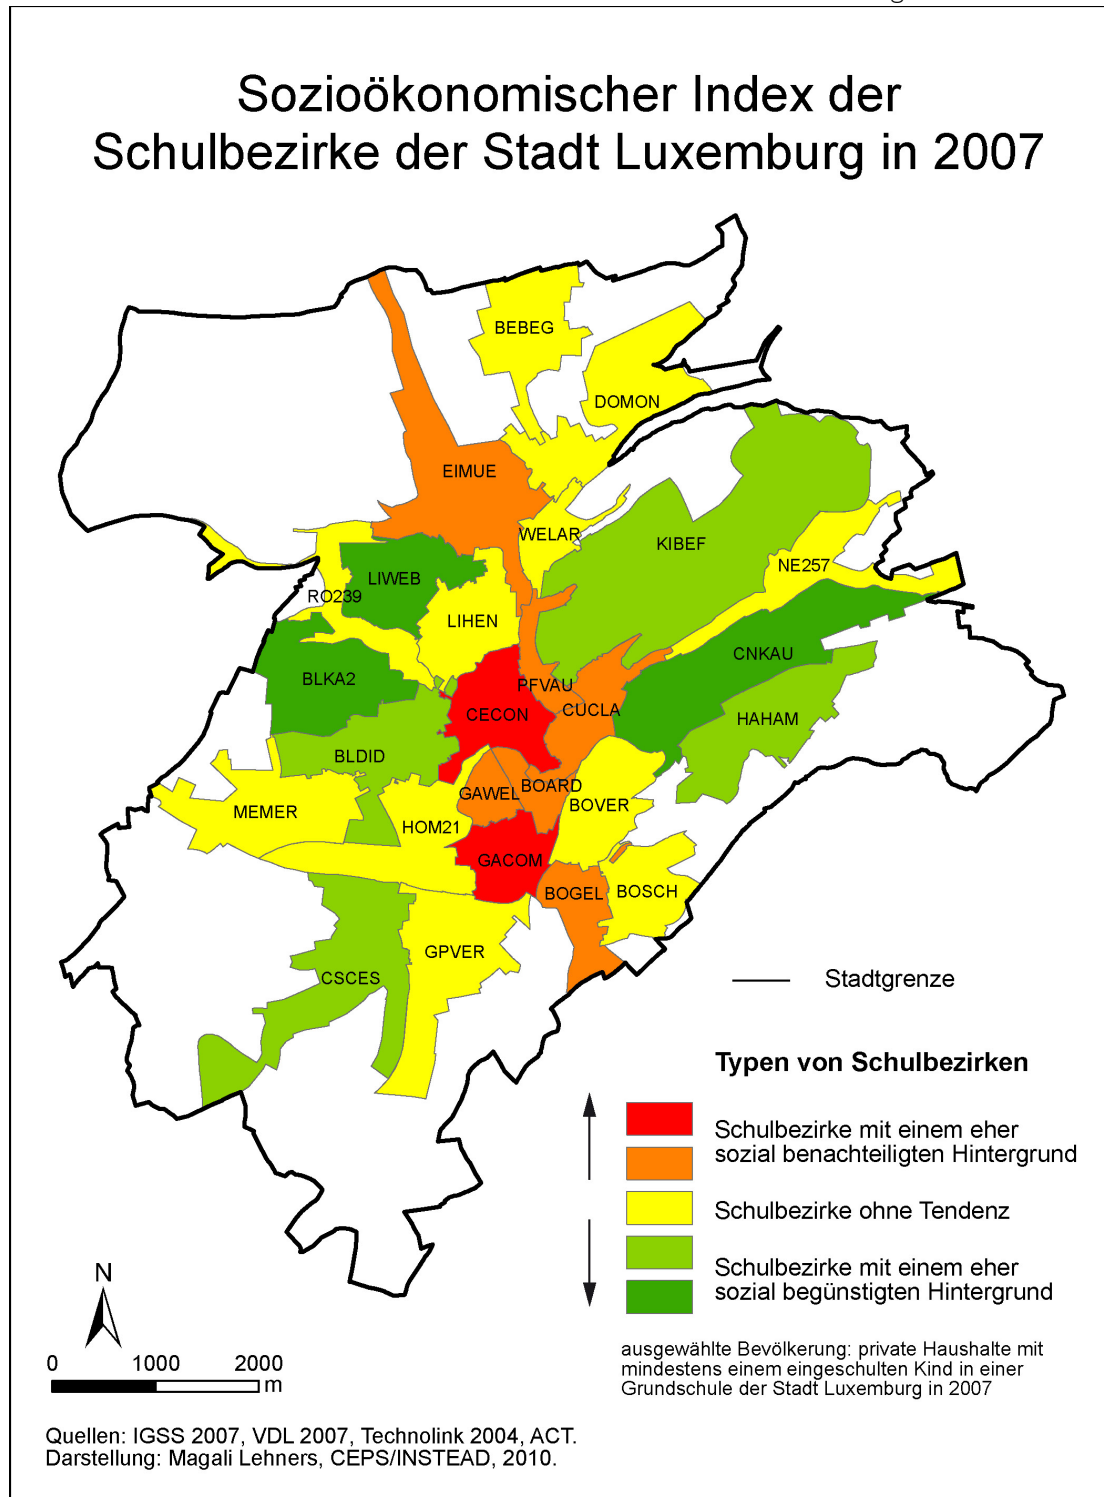 Sozioökonomischer Index der
Schulbezirke der Stadt Luxemburg in 2007
BEBEG
DOMON
EIMUE
WELAR
KIBEF
NE257
LIWEB
RO239
LIHEN
CNKAU
BLKA2
PFVAU
CUCLA
CECON
HAHAM
BLDID
GAWEL
BOARD
BOVER
MEMER
HOM21
GACOM
BOGEL
BOSCH
GPVER
CSCES
Stadtgrenze
Typen von Schulbezirken
Schulbezirke mit einem eher
sozial benachteiligten Hintergrund
Schulbezirke ohne Tendenz
Schulbezirke mit einem eher
sozial begünstigten Hintergrund
N
0 1000 2000
m
ausgewählte Bevölkerung: private Haushalte mit
mindestens einem eingeschulten Kind in einer
Grundschule der Stadt Luxemburg in 2007
Quellen: IGSS 2007, VDL 2007, Technolink 2004, ACT.
Darstellung: Magali Lehners, CEPS/INSTEAD, 2010.